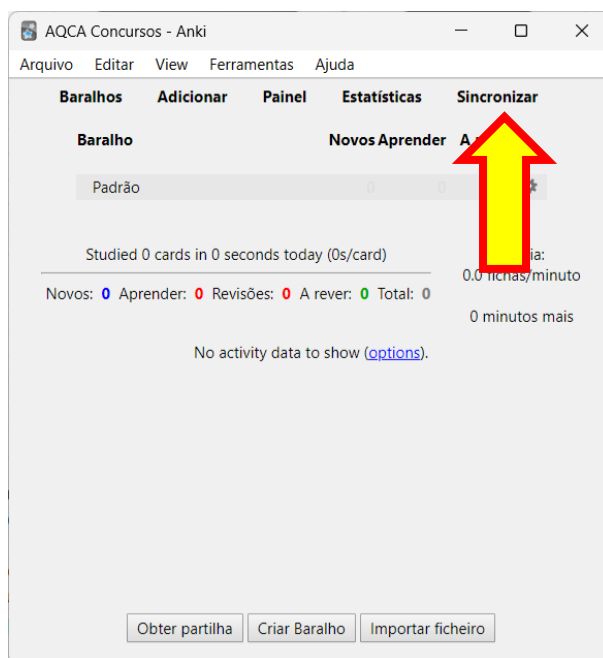 AQCA Concursos - Anki
Arquivo Editar View Ferramentas Ajuda
Baralhos Adicionar Painel Estatísticas Sincronizar
Baralho Novos Aprender A
Padrão 0 0
Studied 0 cards in 0 seconds today (0s/card)
0.0 fichas/minuto
Novos: 0 Aprender: 0 Revisões: 0 A rever: 0 Total: 0
0 minutos mais
No activity data to show (options).
Obter partilha Criar Baralho Importar ficheiro